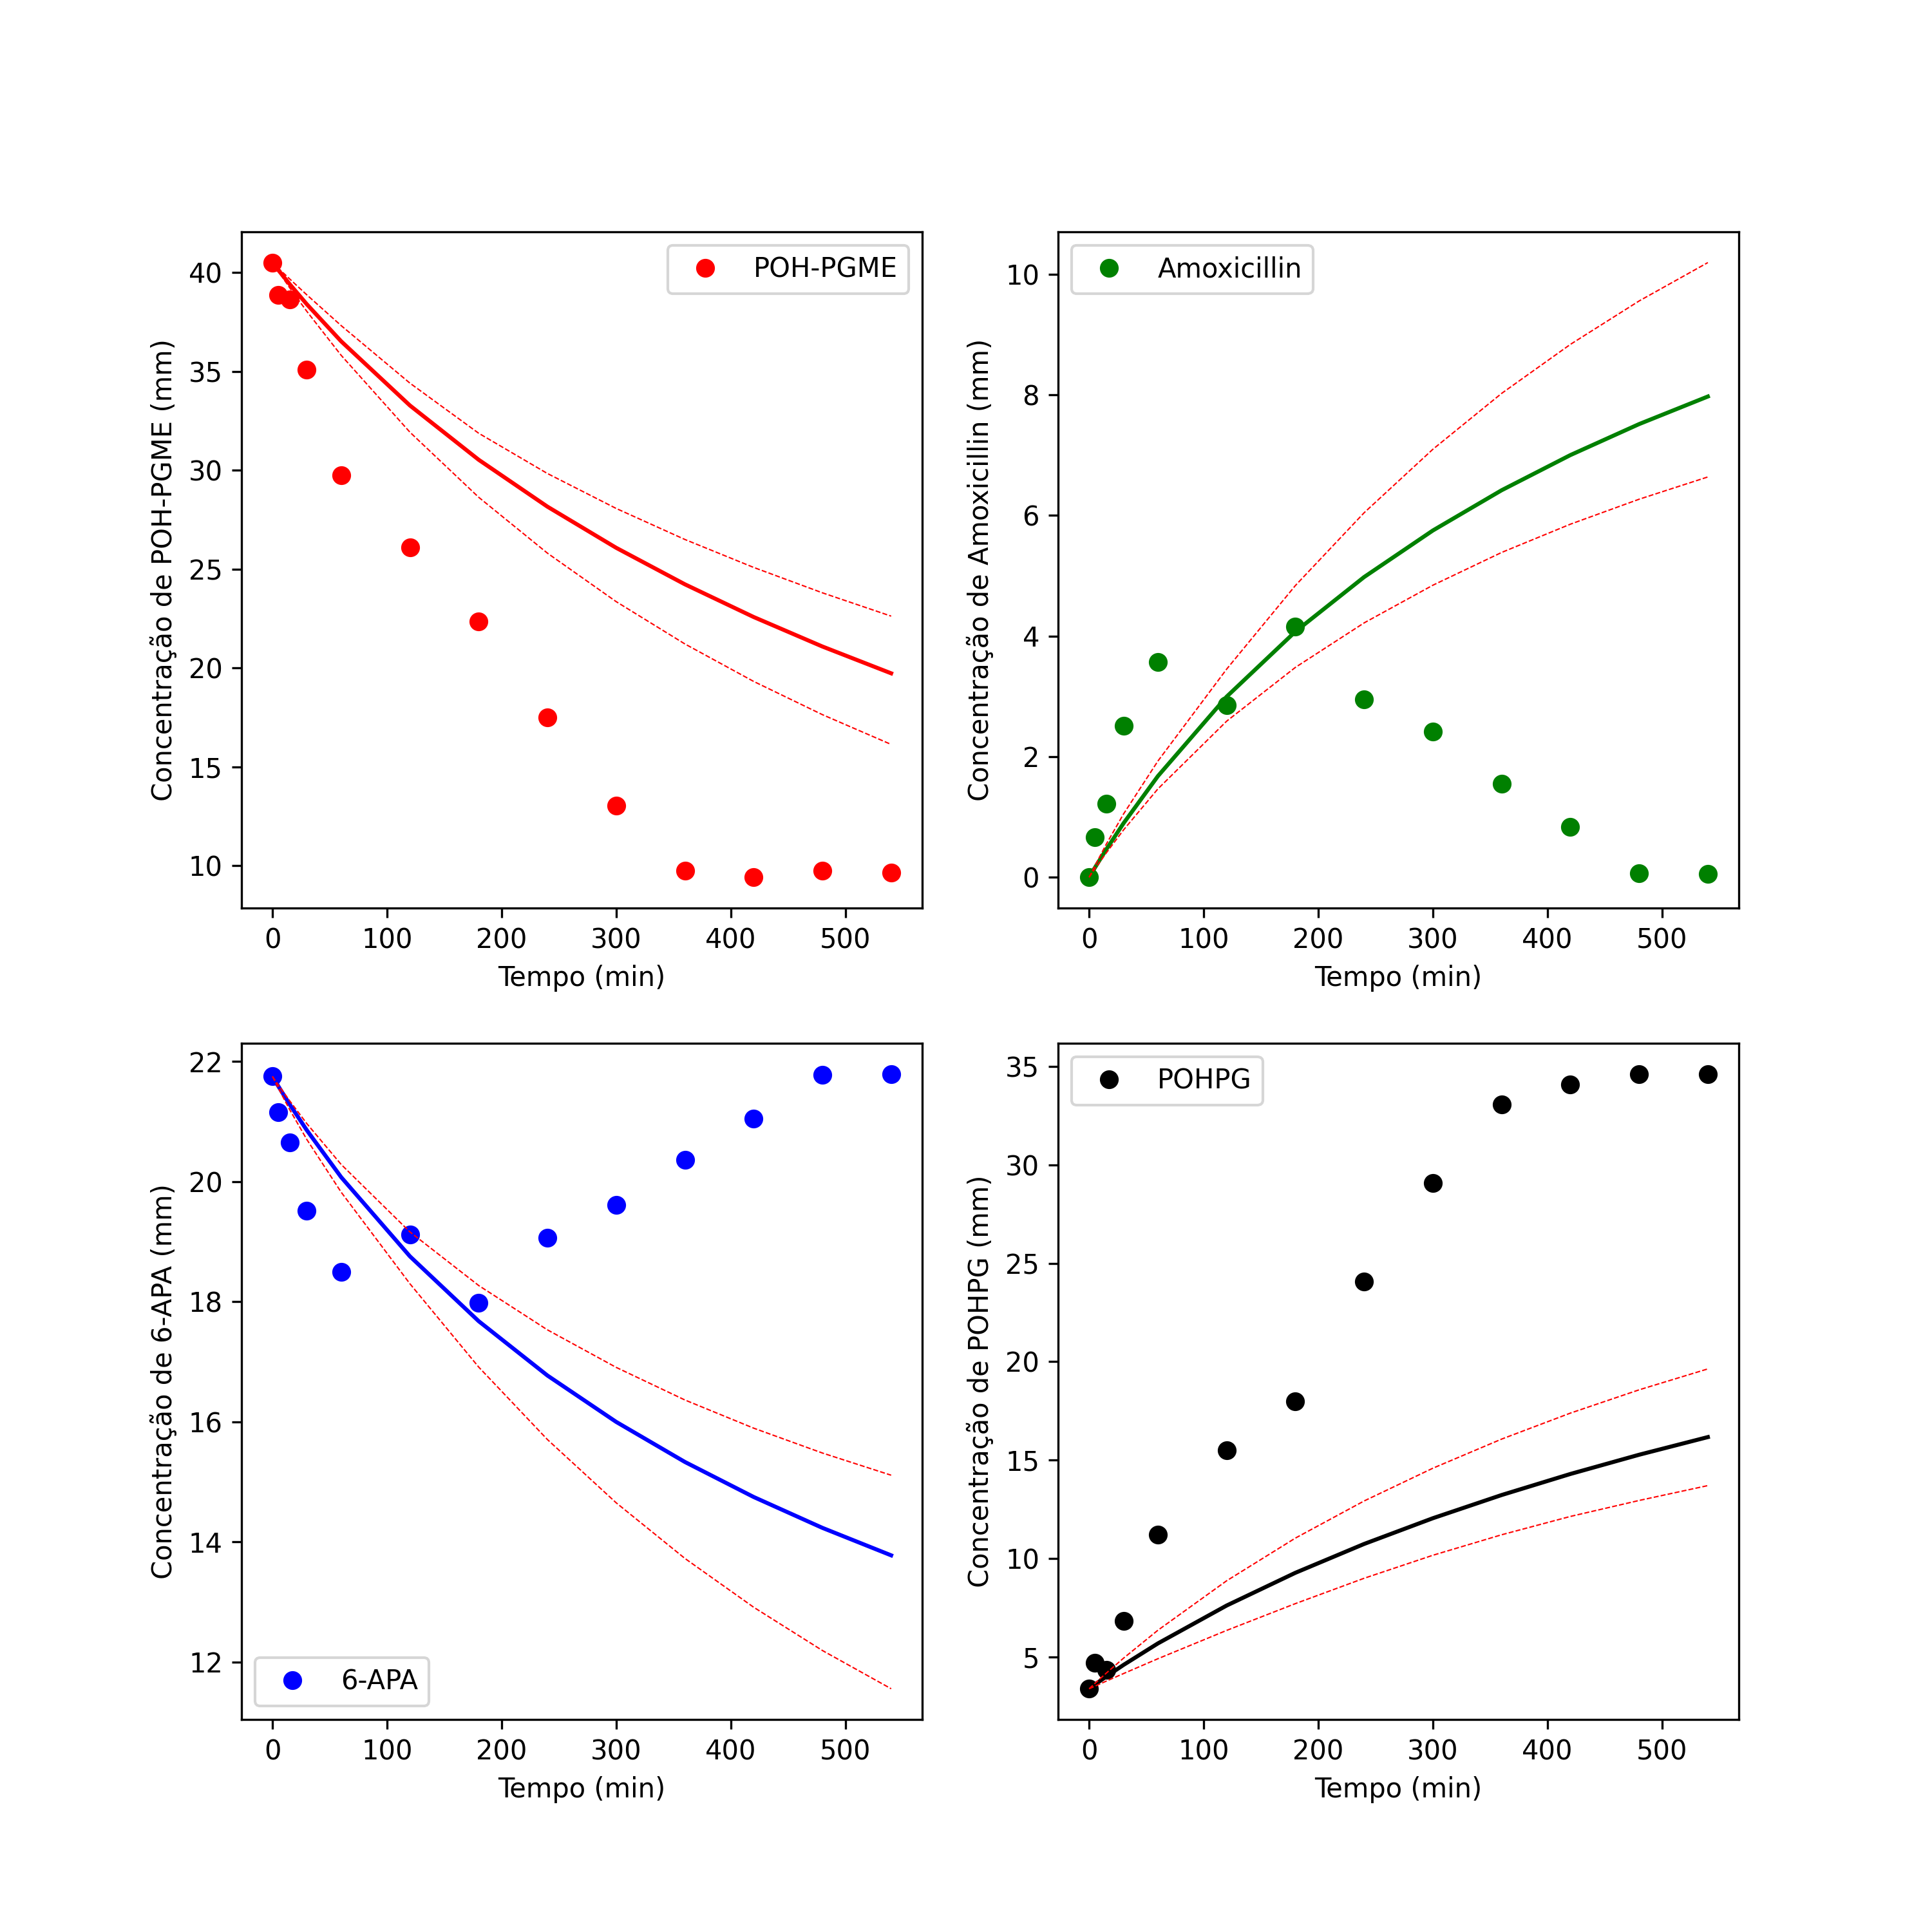 POH-PGME
Concentração de POH-PGME (mm)
40
35
30
25
20
15
10
0 100 200 300 400 500
Tempo (min)
Amoxicillin
Concentração de Amoxicillin (mm)
10
8
6
4
2
0
0 100 200 300 400 500
Tempo (min)
6-APA
Concentração de 6-APA (mm)
22
20
18
16
14
12
0 100 200 300 400 500
Tempo (min)
POHPG
Concentração de POHPG (mm)
35
30
25
20
15
10
5
0 100 200 300 400 500
Tempo (min)